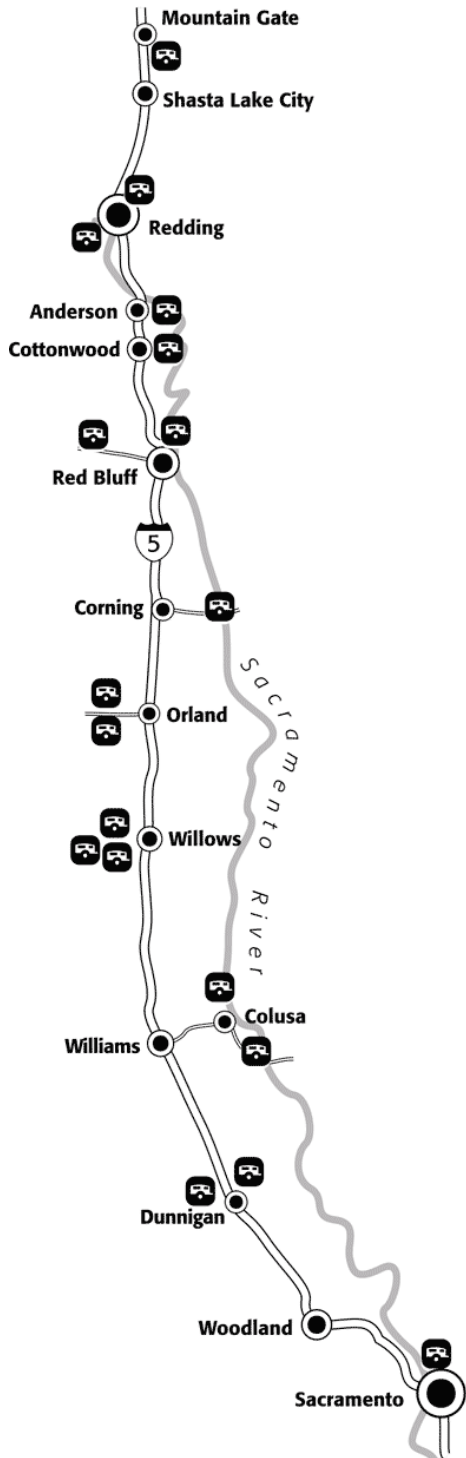 Mountain Gate
Shasta Lake City
Redding
Anderson
Cottonwood
Red Bluff
5
Corning
Sacramento River
Orland
Willows
Colusa
Williams
Dunnigan
Woodland
Sacramento